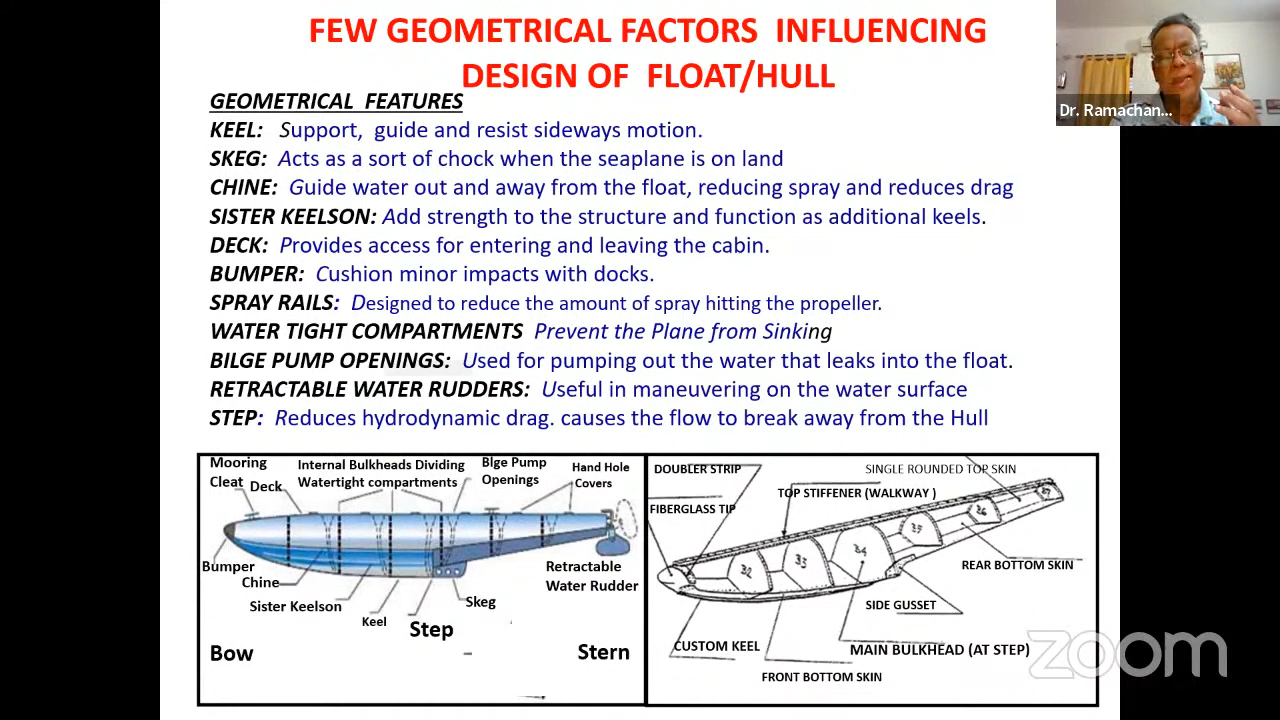 FEW GEOMETRICAL FACTORS INFLUENCING
DESIGN OF FLOAT/HULL
Dr. Ramachan...
GEOMETRICAL FEATURES
KEEL: Support, guide and resist sideways motion.
SKEG: Acts as a sort of chock when the seaplane is on land
CHINE: Guide water out and away from the float, reducing spray and reduces drag
SISTER KEELSON: Add strength to the structure and function as additional keels.
DECK: Provides access for entering and leaving the cabin.
BUMPER: Cushion minor impacts with docks.
SPRAY RAILS: Designed to reduce the amount of spray hitting the propeller.
WATER TIGHT COMPARTMENTS Prevent the Plane from Sinking
BILGE PUMP OPENINGS: Used for pumping out the water that leaks into the float.
RETRACTABLE WATER RUDDERS: Useful in maneuvering on the water surface
STEP: Reduces hydrodynamic drag. causes the flow to break away from the Hull
Mooring
Cleat
Deck
Internal Bulkheads Dividing
Watertight compartments
Blge Pump
Openings
Hand Hole
Covers
Bumper
Chine
Sister Keelson
Keel
Step
Skeg
Retractable
Water Rudder
Bow
Stern
DOUBLER STRIP
SINGLE ROUNDED TOP SKIN
TOP STIFFENER (WALKWAY )
FIBERGLASS TIP
32
33
34
35
36
37
REAR BOTTOM SKIN
SIDE GUSSET
CUSTOM KEEL
MAIN BULKHEAD (AT STEP)
FRONT BOTTOM SKIN
zoom